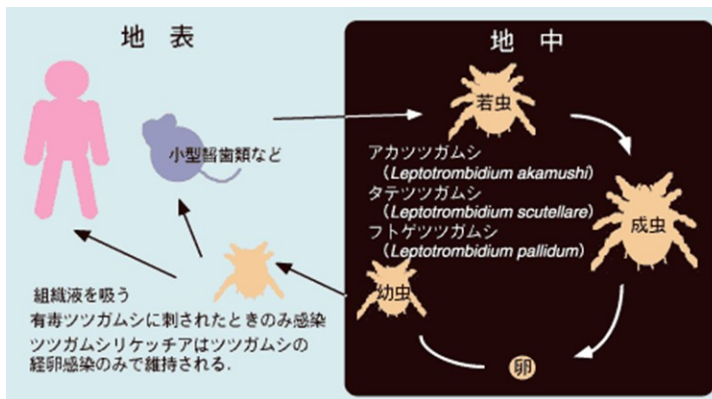 地 表
地 中
若虫
小型齧歯類など
アカツツガムシ
(Leptotrombidium akamushi)
タテツツガムシ
(Leptotrombidium scutellare)
フトゲツツガムシ
(Leptotrombidium pallidum)
成虫
幼虫
卵
組織液を吸う
有毒ツツガムシに刺されたときのみ感染
ツツガムシリケッチアはツツガムシの
経卵感染のみで維持される.